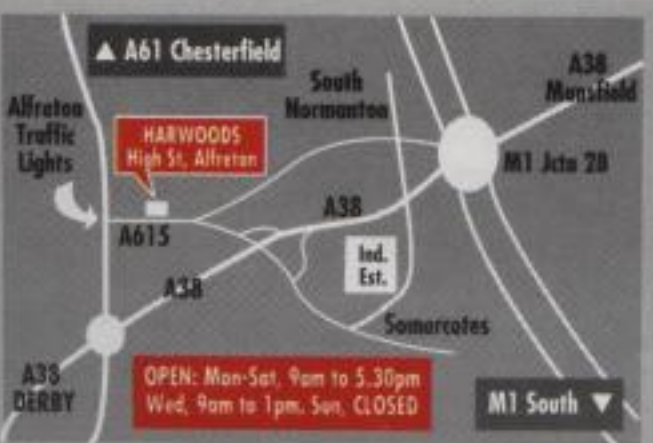 ▲ A61 Chesterfield
A38
Mansfield
South
Normanton
Alfreton
Traffic
Lights
HARWOODS
High St, Alfreton
M1 Jctn 28
A38
A615
Ind.
Est.
A38
Somercotes
A38
DERBY
OPEN: Mon-Sat, 9am to 5.30pm
Wed, 9am to 1pm. Sun, CLOSED
M1 South ▼